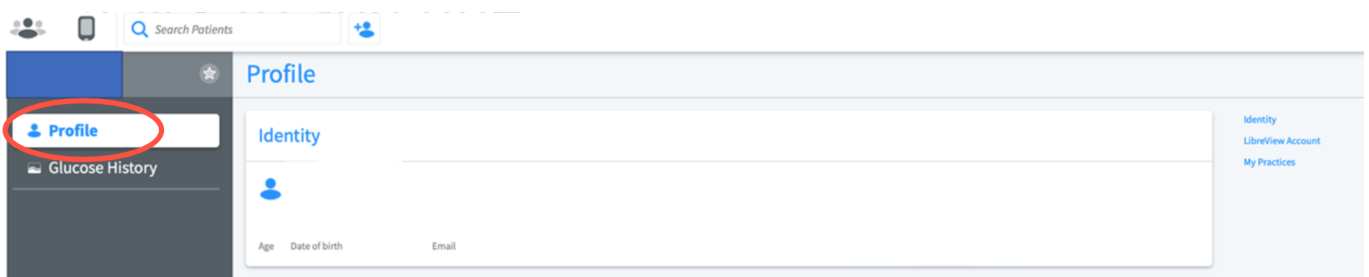 Search Patients
Profile
Profile
Glucose History
Identity
Age Date of birth Email
Identity
LibreView Account
My Practices